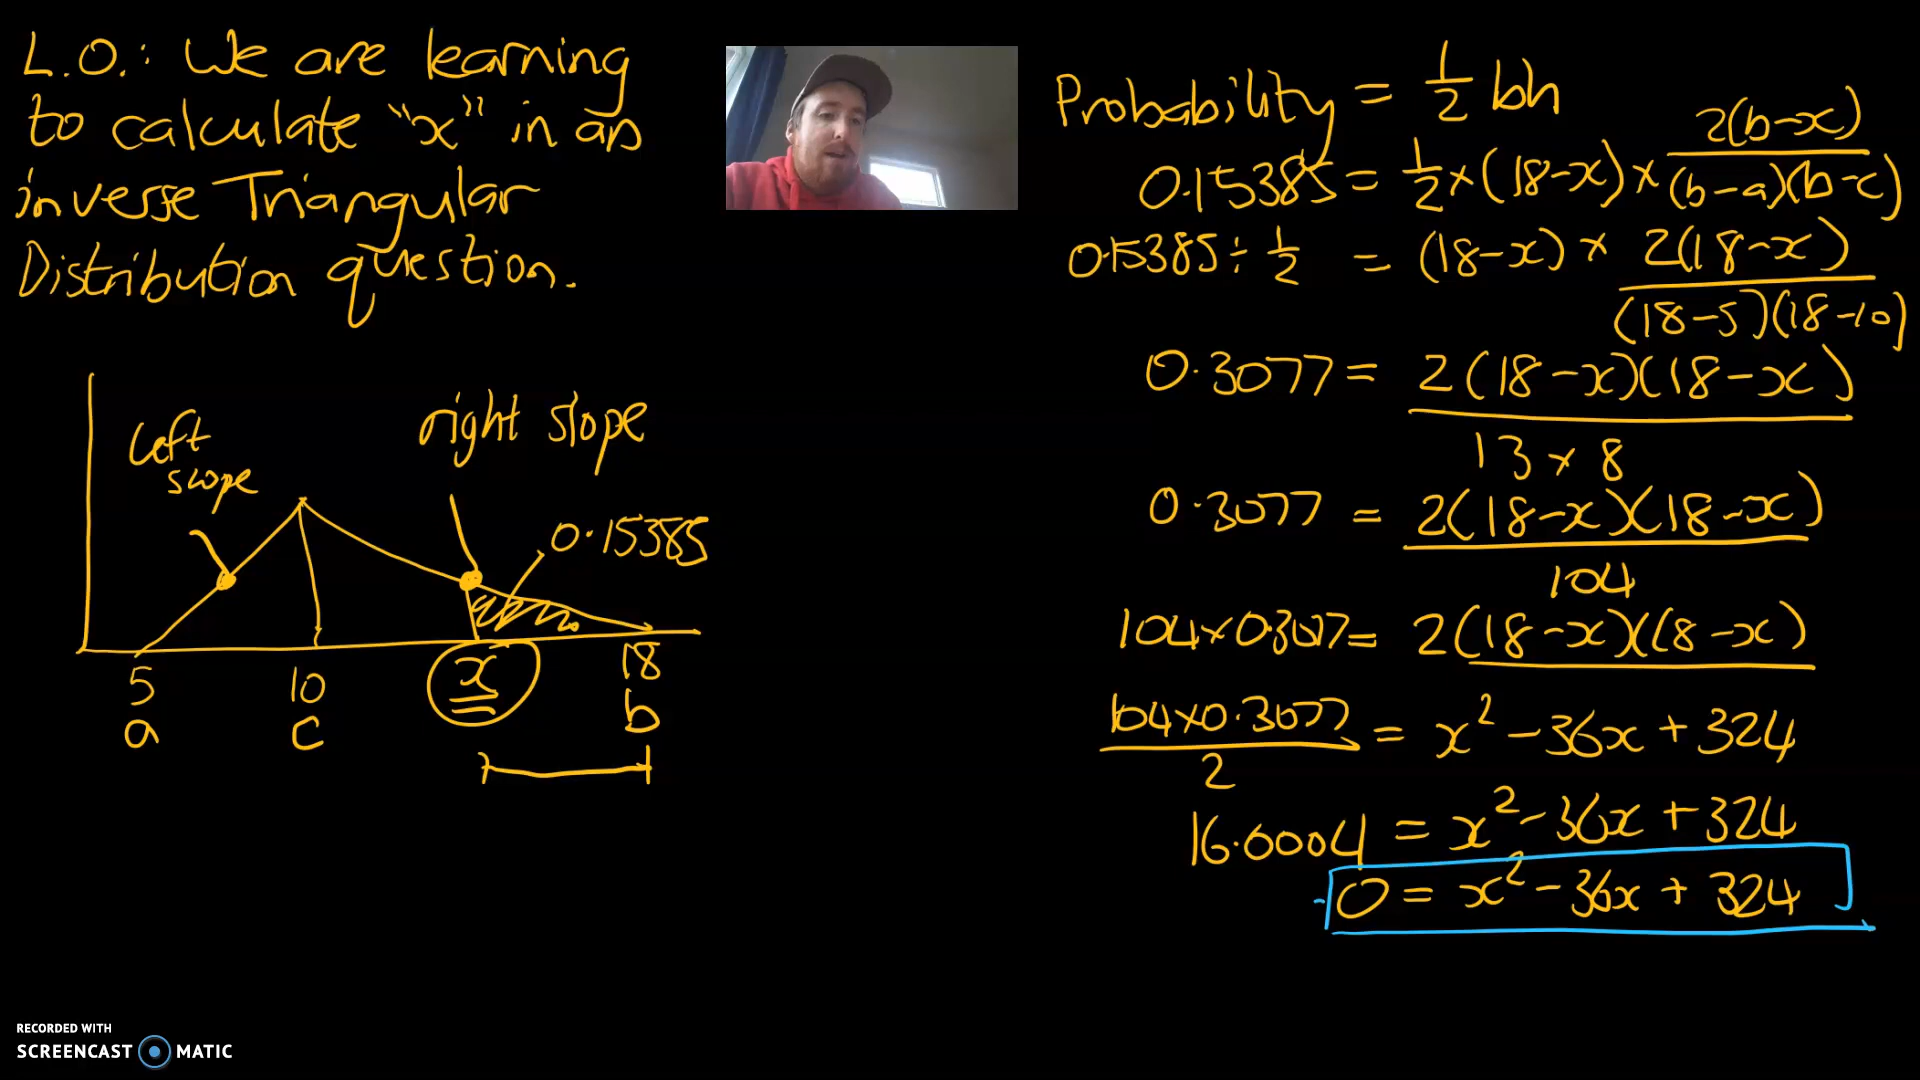 L.O.: We are learning
to calculate "x" in an
inverse Triangular
Distribution question.
left
slope
right slope
0.15385
5
10
x
18
a
c
b
Probability = 1/2 bh
0.15385 = 1/2 × (18-x) × 2(b-x)/(b-a)(b-c)
0.15385 ÷ 1/2 = (18-x) × 2(18-x)/(18-5)(18-10)
0.3077 = 2(18-x)(18-x)/13 × 8
0.3077 = 2(18-x)(18-x)/104
104×0.3077 = 2(18-x)(18-x)
104×0.3077/2 = x² - 36x + 324
16.0004 = x² - 36x + 324
0 = x² - 36x + 324
RECORDED WITH
SCREENCAST MATIC